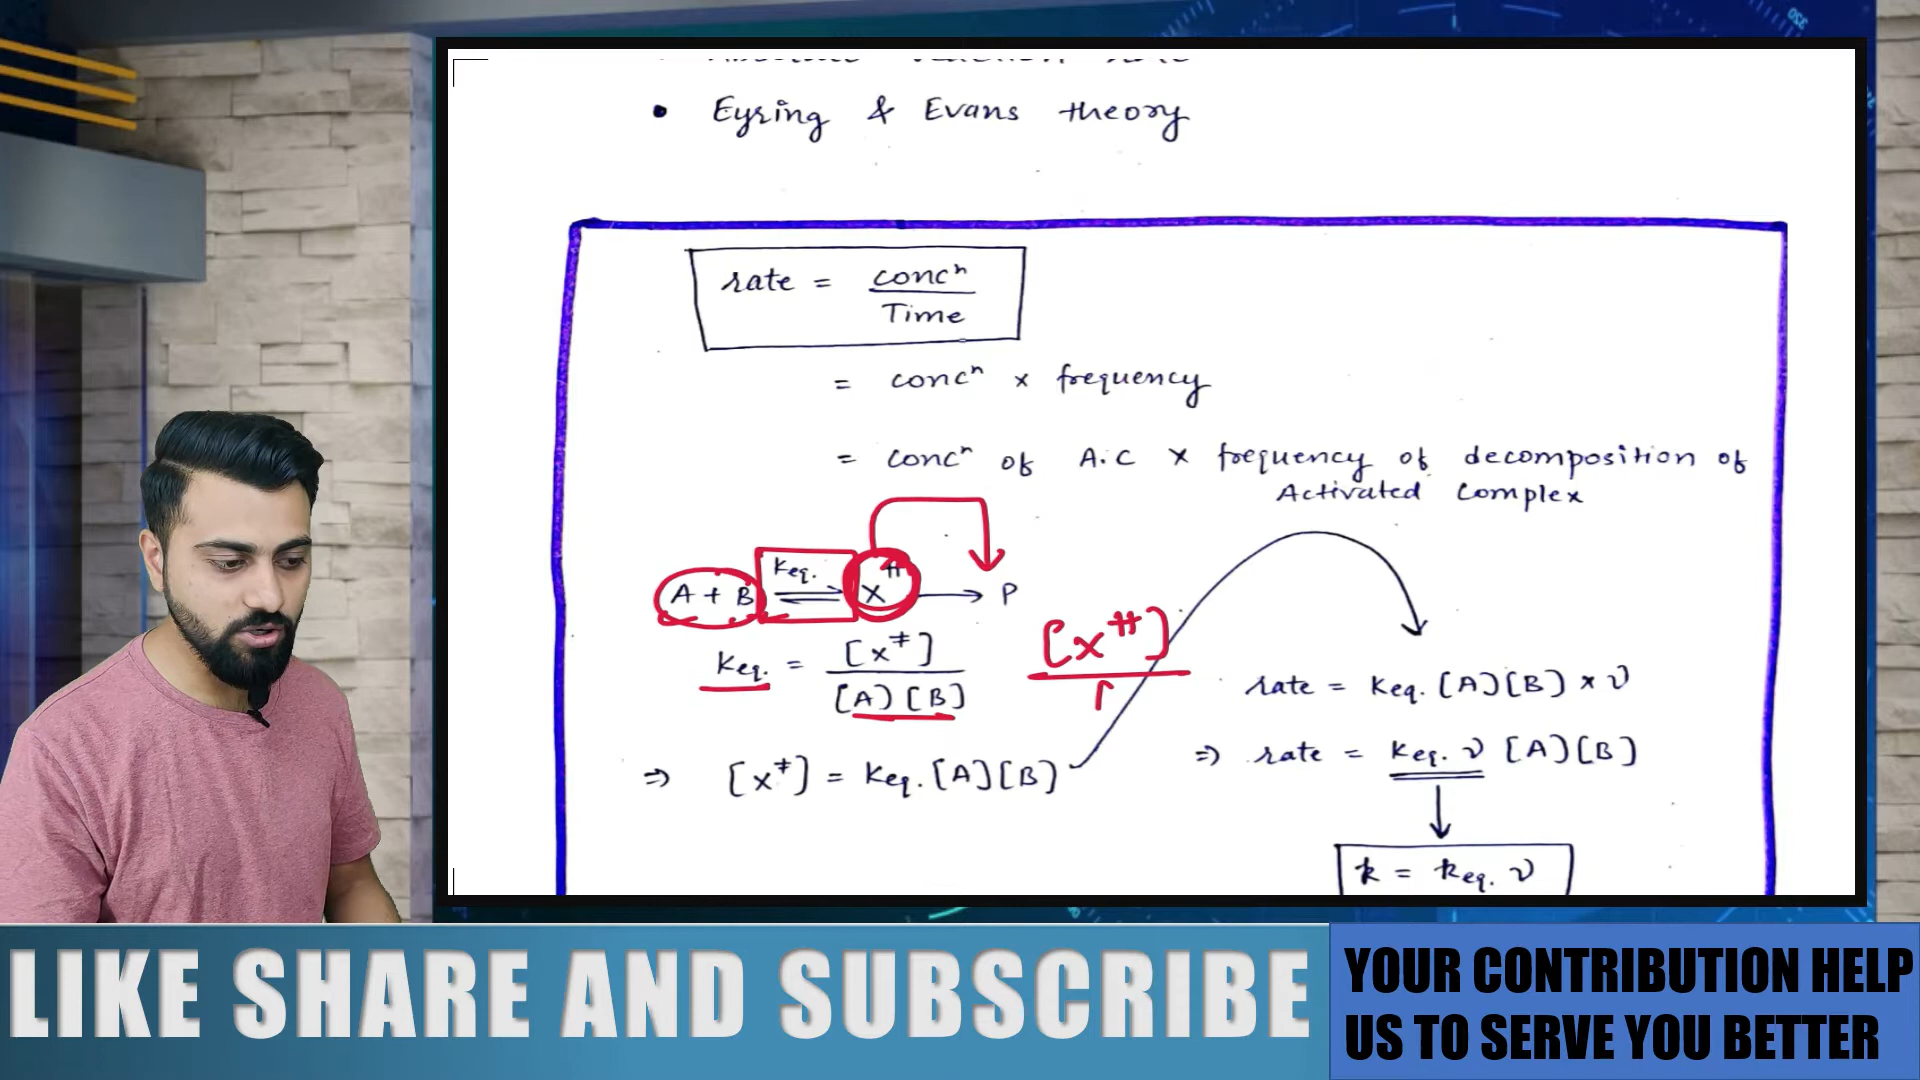 • Eyring & Evans theory
rate = concⁿ / Time
= concⁿ × frequency
= concⁿ of A.C × frequency of decomposition of
Activated Complex
A + B ⇌ X‡ → P
Keq.
Keq. = [X‡] / [A][B]
[X‡]
rate = Keq. [A][B] × ν
⇒ rate = Keq. ν [A][B]
⇒ [X‡] = Keq. [A][B]
k = keq. ν
LIKE SHARE AND SUBSCRIBE
YOUR CONTRIBUTION HELP
US TO SERVE YOU BETTER